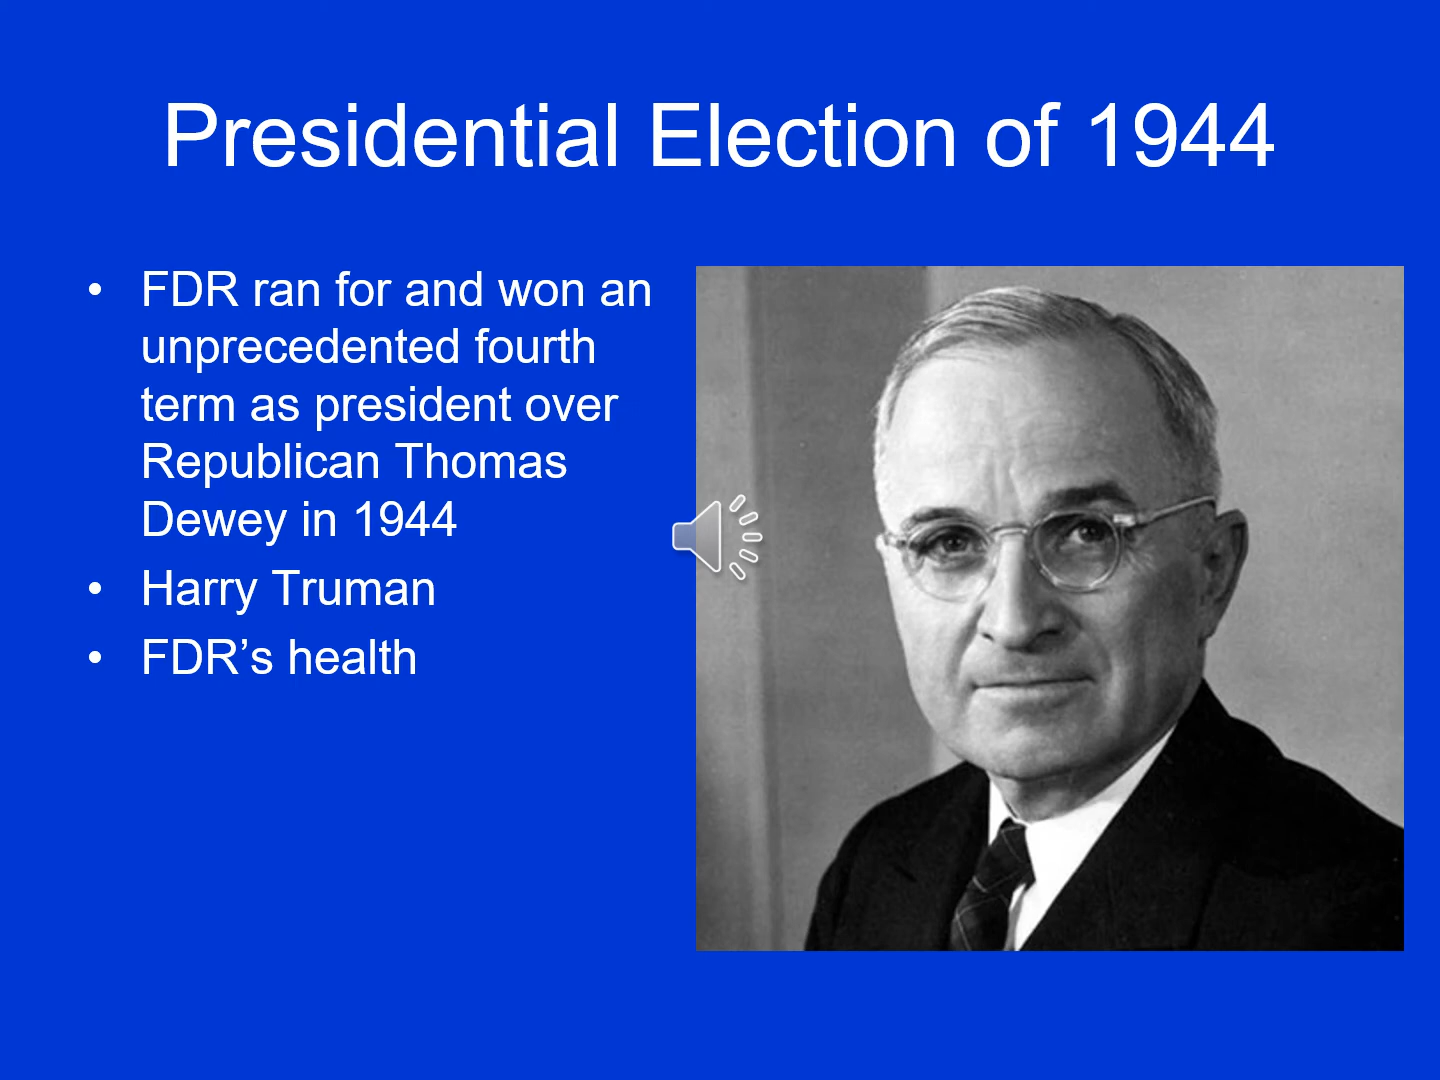 Presidential Election of 1944
• FDR ran for and won an
unprecedented fourth
term as president over
Republican Thomas
Dewey in 1944
• Harry Truman
• FDR’s health